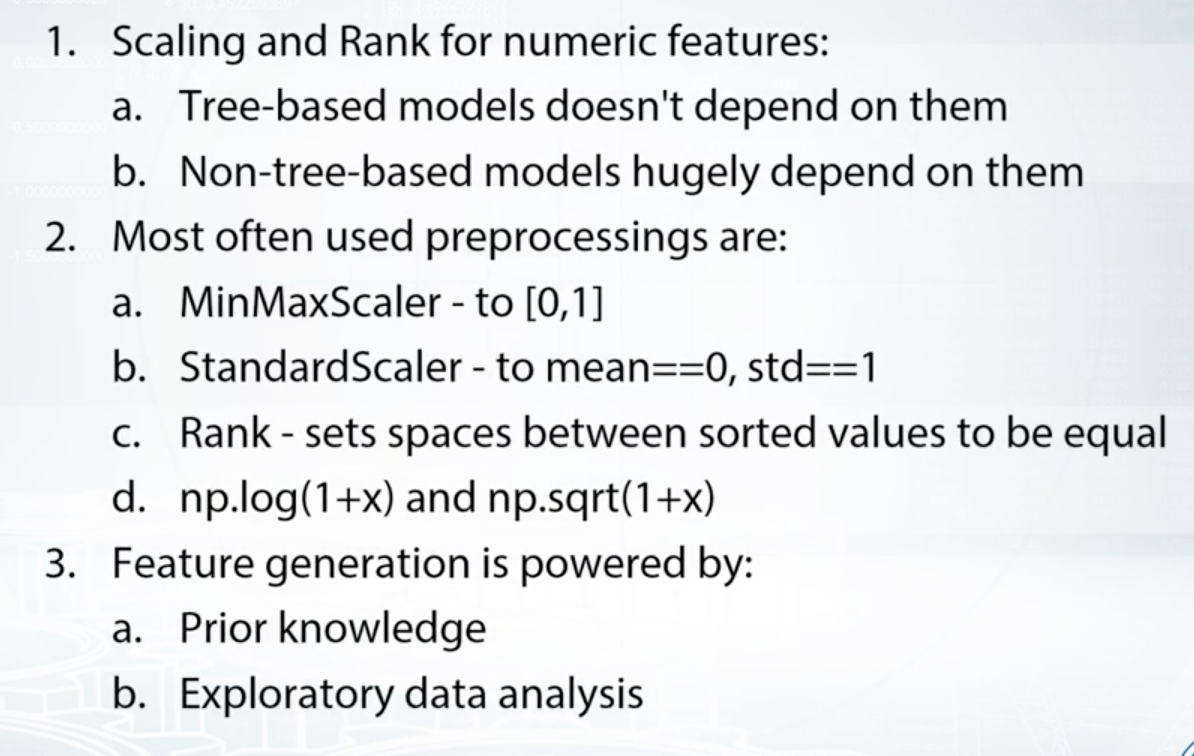 1. Scaling and Rank for numeric features:
a. Tree-based models doesn't depend on them
b. Non-tree-based models hugely depend on them
2. Most often used preprocessings are:
a. MinMaxScaler - to [0,1]
b. StandardScaler - to mean==0, std==1
c. Rank - sets spaces between sorted values to be equal
d. np.log(1+x) and np.sqrt(1+x)
3. Feature generation is powered by:
a. Prior knowledge
b. Exploratory data analysis